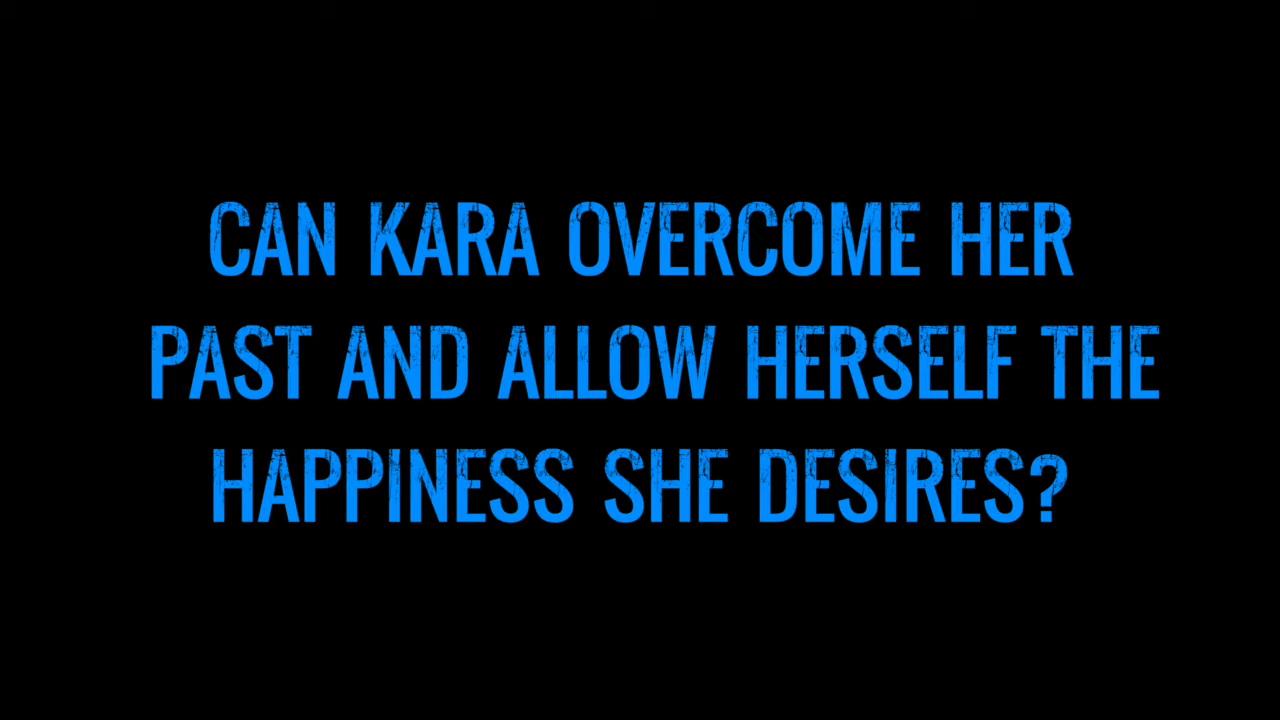 CAN KARA OVERCOME HER
PAST AND ALLOW HERSELF THE
HAPPINESS SHE DESIRES?